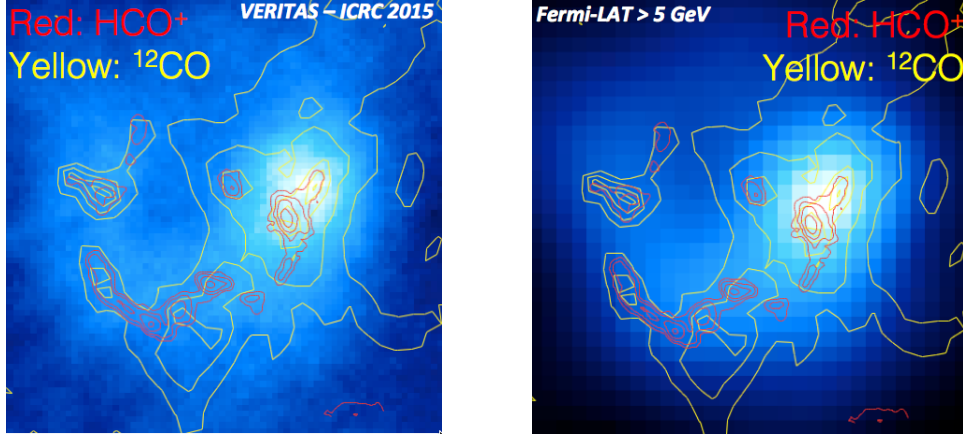 VERITAS – ICRC 2015
Red: HCO⁺
Yellow: ¹²CO
Fermi-LAT > 5 GeV
Red: HCO⁺
Yellow: ¹²CO